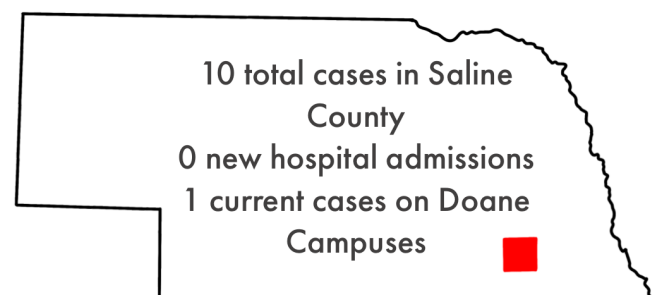 10 total cases in Saline
County
0 new hospital admissions
1 current cases on Doane
Campuses